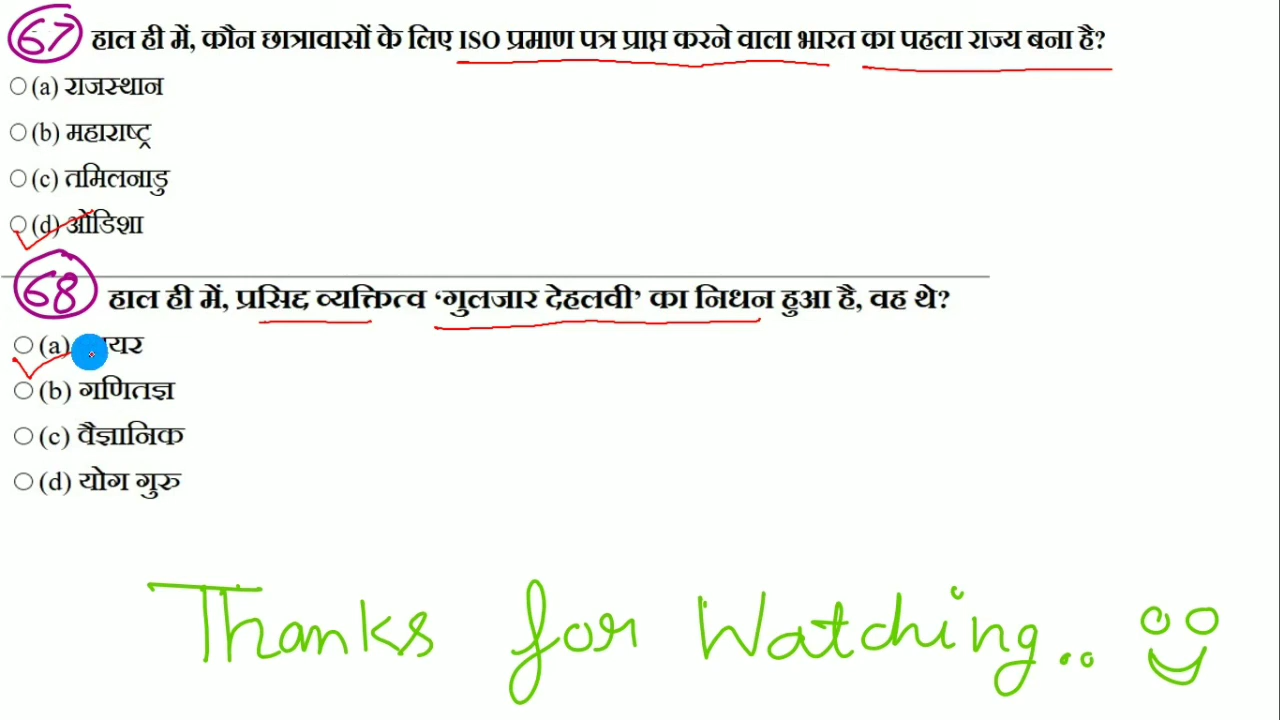 67 हाल ही में, कौन छात्रावासों के लिए ISO प्रमाण पत्र प्राप्त करने वाला भारत का पहला राज्य बना है?
(a) राजस्थान
(b) महाराष्ट्र
(c) तमिलनाडु
(d) ओडिशा
68 हाल ही में, प्रसिद्द व्यक्तित्व ‘गुलजार देहलवी’ का निधन हुआ है, वह थे?
(a)
(b) गणितज्ञ
(c) वैज्ञानिक
(d) योग गुरु
Thanks for Watching..